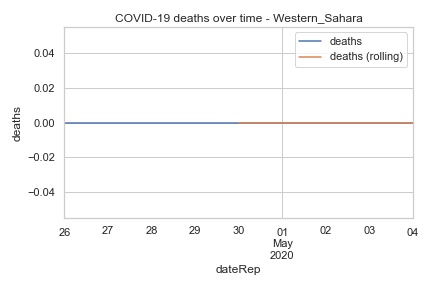 COVID-19 deaths over time - Western_Sahara
deaths
deaths (rolling)
0.04
0.02
0.00
−0.02
−0.04
deaths
26 27 28 29 30 01 02 03 04
May
2020
dateRep